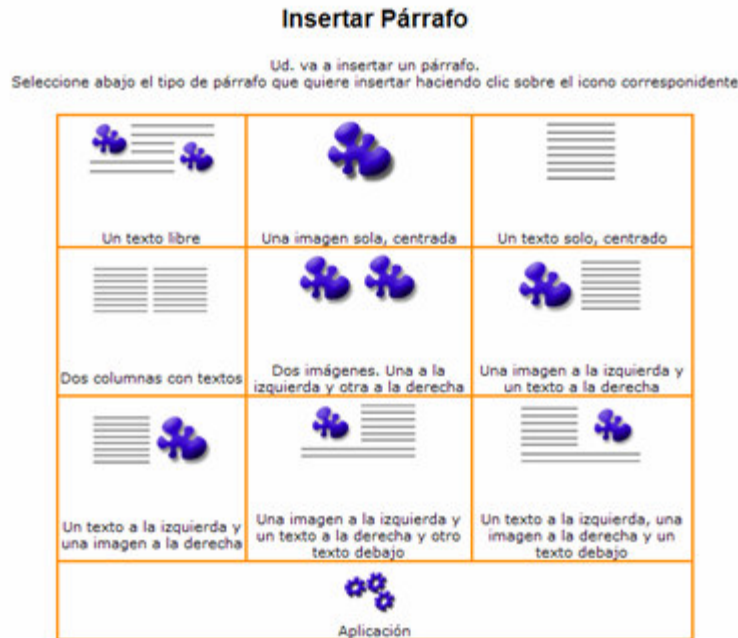 Insertar Párrafo
Ud. va a insertar un párrafo.
Seleccione abajo el tipo de párrafo que quiere insertar haciendo clic sobre el icono correspondente
Un texto libre
Una imagen sola, centrada
Un texto solo, centrado
Dos columnas con textos
Dos imágenes. Una a la
izquierda y otra a la derecha
Una imagen a la izquierda y
un texto a la derecha
Un texto a la izquierda y
una imagen a la derecha
Una imagen a la izquierda y
un texto a la derecha y otro
texto debajo
Un texto a la izquierda, una
imagen a la derecha y un
texto debajo
Aplicación